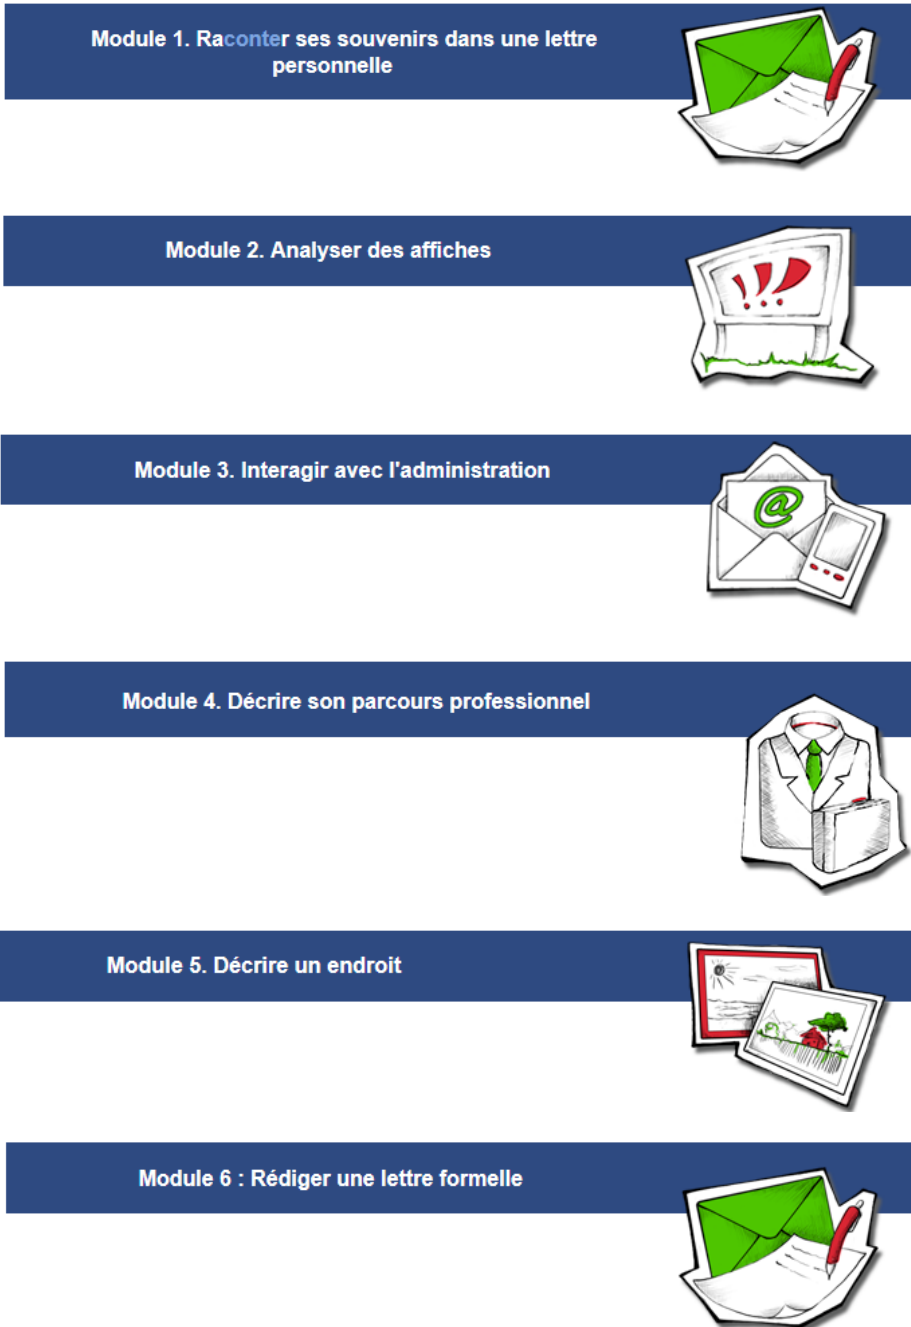 Module 1. Raconter ses souvenirs dans une lettre
personnelle
!!!
Module 2. Analyser des affiches
Module 3. Interagir avec l'administration
@
Module 4. Décrire son parcours professionnel
Module 5. Décrire un endroit
Module 6 : Rédiger une lettre formelle